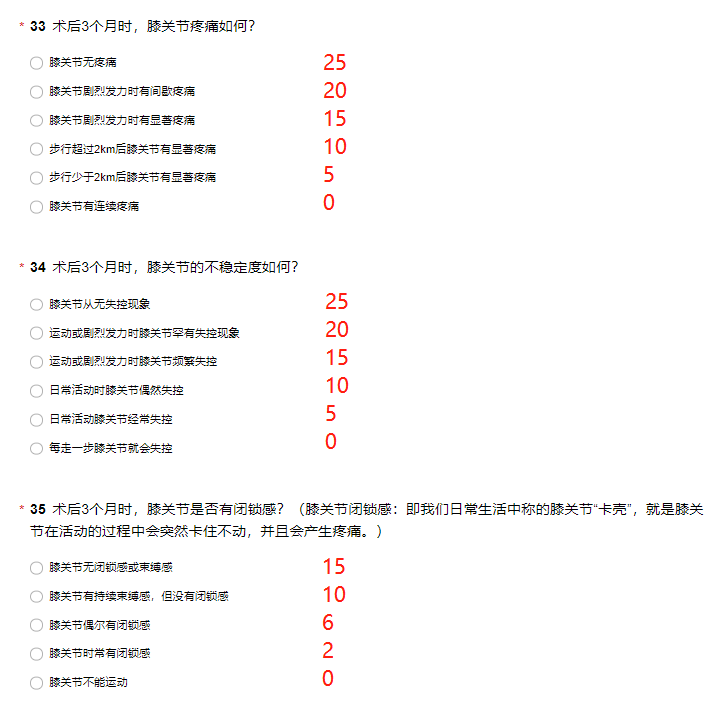 * 33 术后3个月时，膝关节疼痛如何？
膝关节无疼痛 25
膝关节剧烈发力时有间歇疼痛 20
膝关节剧烈发力时有显著疼痛 15
步行超过2km后膝关节有显著疼痛 10
步行少于2km后膝关节有显著疼痛 5
膝关节有连续疼痛 0
* 34 术后3个月时，膝关节的不稳定度如何？
膝关节从无失控现象 25
运动或剧烈发力时膝关节罕有失控现象 20
运动或剧烈发力时膝关节频繁失控 15
日常活动时膝关节偶然失控 10
日常活动膝关节经常失控 5
每走一步膝关节就会失控 0
* 35 术后3个月时，膝关节是否有闭锁感？（膝关节闭锁感：即我们日常生活中称的膝关节“卡壳”，就是膝关
节在活动的过程中会突然卡住不动，并且会产生疼痛。）
膝关节无闭锁感或束缚感 15
膝关节有持续束缚感，但没有闭锁感 10
膝关节偶尔有闭锁感 6
膝关节时常有闭锁感 2
膝关节不能运动 0